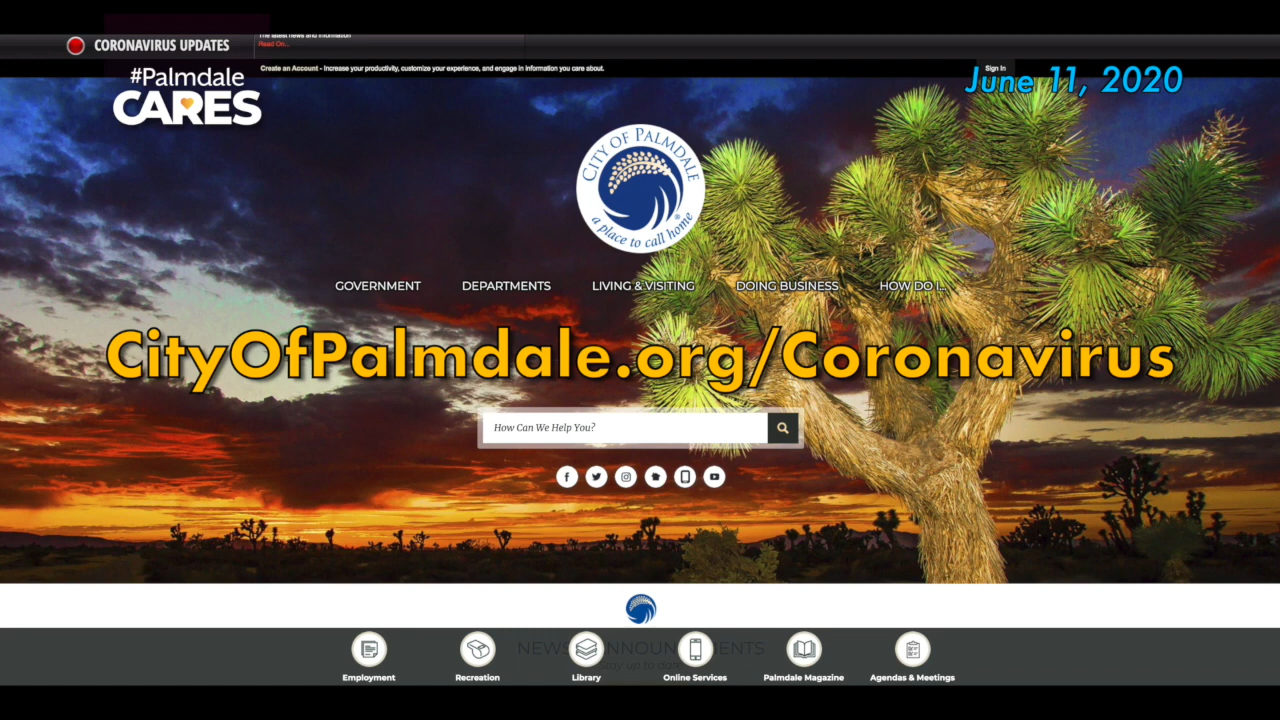 The latest news and information
CORONAVIRUS UPDATES
Read On...
Create an Account - Increase your productivity, customize your experience, and engage in information you care about.
Sign In
#Palmdale
CARES
June 11, 2020
CITY OF PALMDALE
a place to call home
GOVERNMENT
DEPARTMENTS
LIVING & VISITING
DOING BUSINESS
HOW DO I...
CityOfPalmdale.org/Coronavirus
How Can We Help You?
Employment
Recreation
Library
Online Services
Palmdale Magazine
Agendas & Meetings